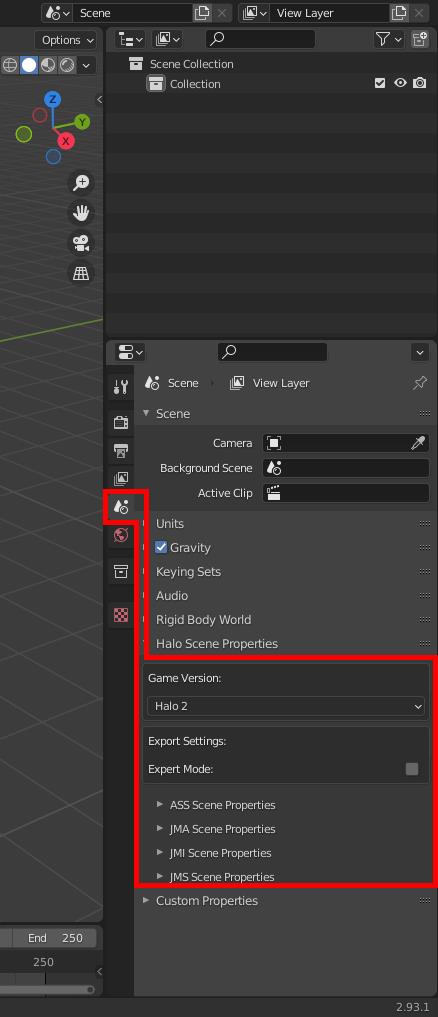 Scene View Layer
Options
Scene Collection
Collection
Z
Y
X
Scene › View Layer
Scene
Camera
Background Scene
Active Clip
Units
Gravity
Keying Sets
Audio
Rigid Body World
Halo Scene Properties
Game Version:
Halo 2
Export Settings:
Expert Mode:
ASS Scene Properties
JMA Scene Properties
JMI Scene Properties
JMS Scene Properties
Custom Properties
End 250
250
2.93.1